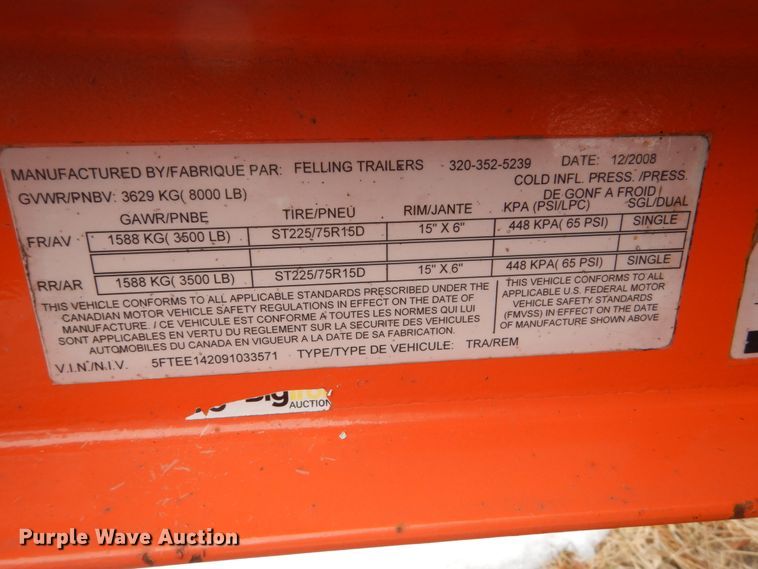 MANUFACTURED BY/FABRIQUE PAR: FELLING TRAILERS 320-352-5239 DATE: 12/2008
GVWR/PNBV: 3629 KG( 8000 LB) COLD INFL. PRESS. /PRESS.
DE GONF A FROID
GAWR/PNBE TIRE/PNEU RIM/JANTE KPA (PSI/LPC) SGL/DUAL
FR/AV 1588 KG( 3500 LB) ST225/75R15D 15" X 6" 448 KPA( 65 PSI) SINGLE
RR/AR 1588 KG( 3500 LB) ST225/75R15D 15" X 6" 448 KPA( 65 PSI) SINGLE
THIS VEHICLE CONFORMS TO ALL APPLICABLE STANDARDS PRESCRIBED UNDER THE
CANADIAN MOTOR VEHICLE SAFETY REGULATIONS IN EFFECT ON THE DATE OF
MANUFACTURE. / CE VEHICULE EST CONFORME A TOUTES LES NORMES QUI LUI
SONT APPLICABLES EN VERTU DU REGLEMENT SUR LA SECURITE DES VEHICULES
AUTOMOBILES DU CANADA EN VIGUEUR A LA DATE DE SA FABRICATION.
THIS VEHICLE CONFORMS TO ALL
APPLICABLE U.S. FEDERAL MOTOR
VEHICLE SAFETY STANDARDS
(FMVSS) IN EFFECT ON THE DATE
OF MANUFACTURE SHOWN ABOVE
V.I.N./N.I.V. 5FTEE142091033571 TYPE/TYPE DE VEHICULE: TRA/REM
AUCTION
Purple Wave Auction